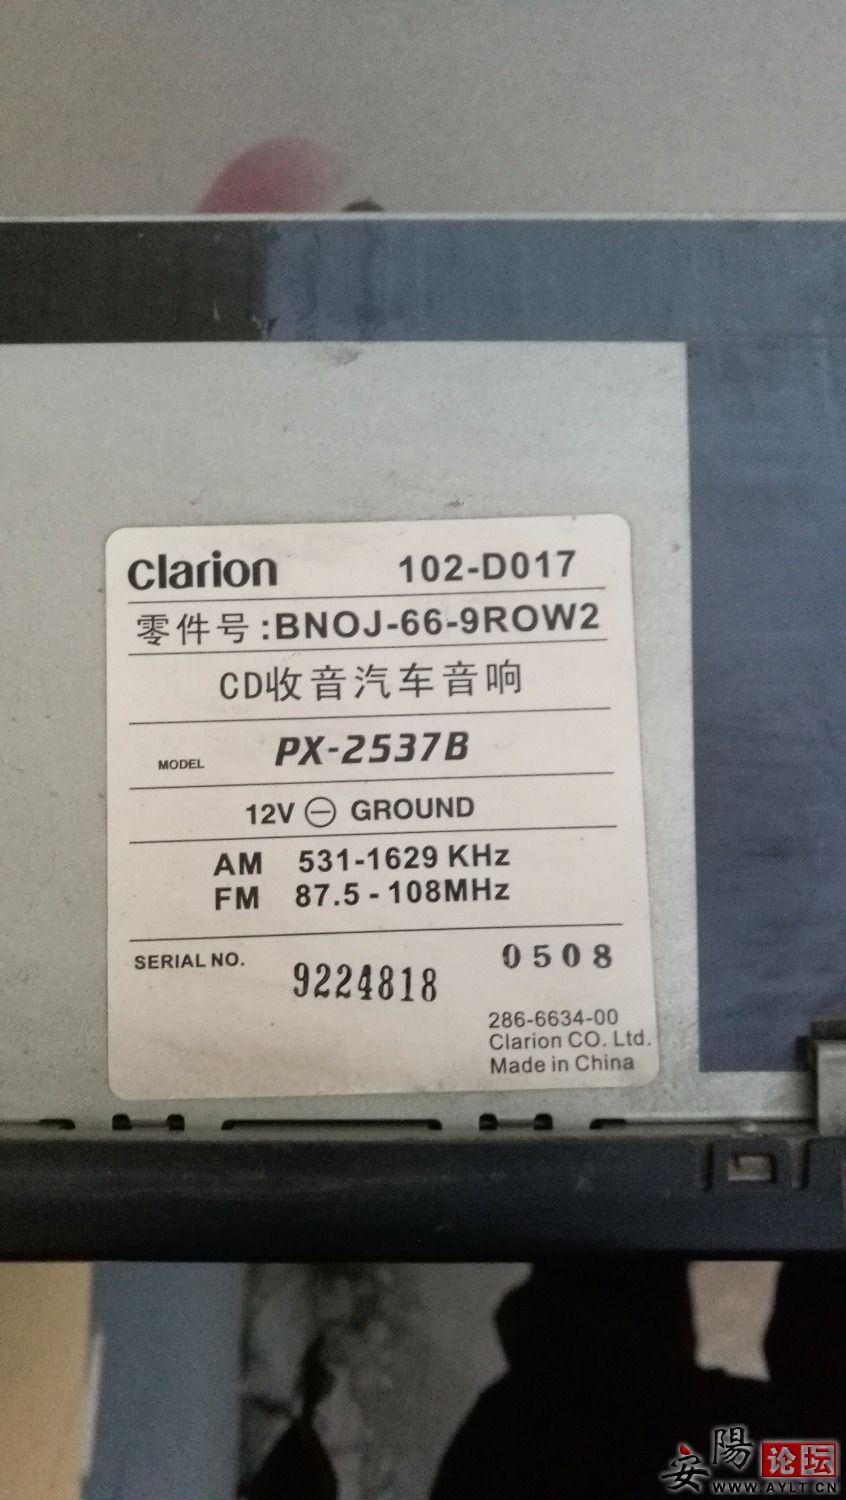 clarion 102-D017
零件号:BNOJ-66-9ROW2
CD收音汽车音响
MODEL PX-2537B
12V ⊖ GROUND
AM 531-1629 KHz
FM 87.5-108MHz
SERIAL NO. 9224818 0508
286-6634-00
Clarion CO. Ltd.
Made in China
安陽论坛
WWW.AYLT.CN